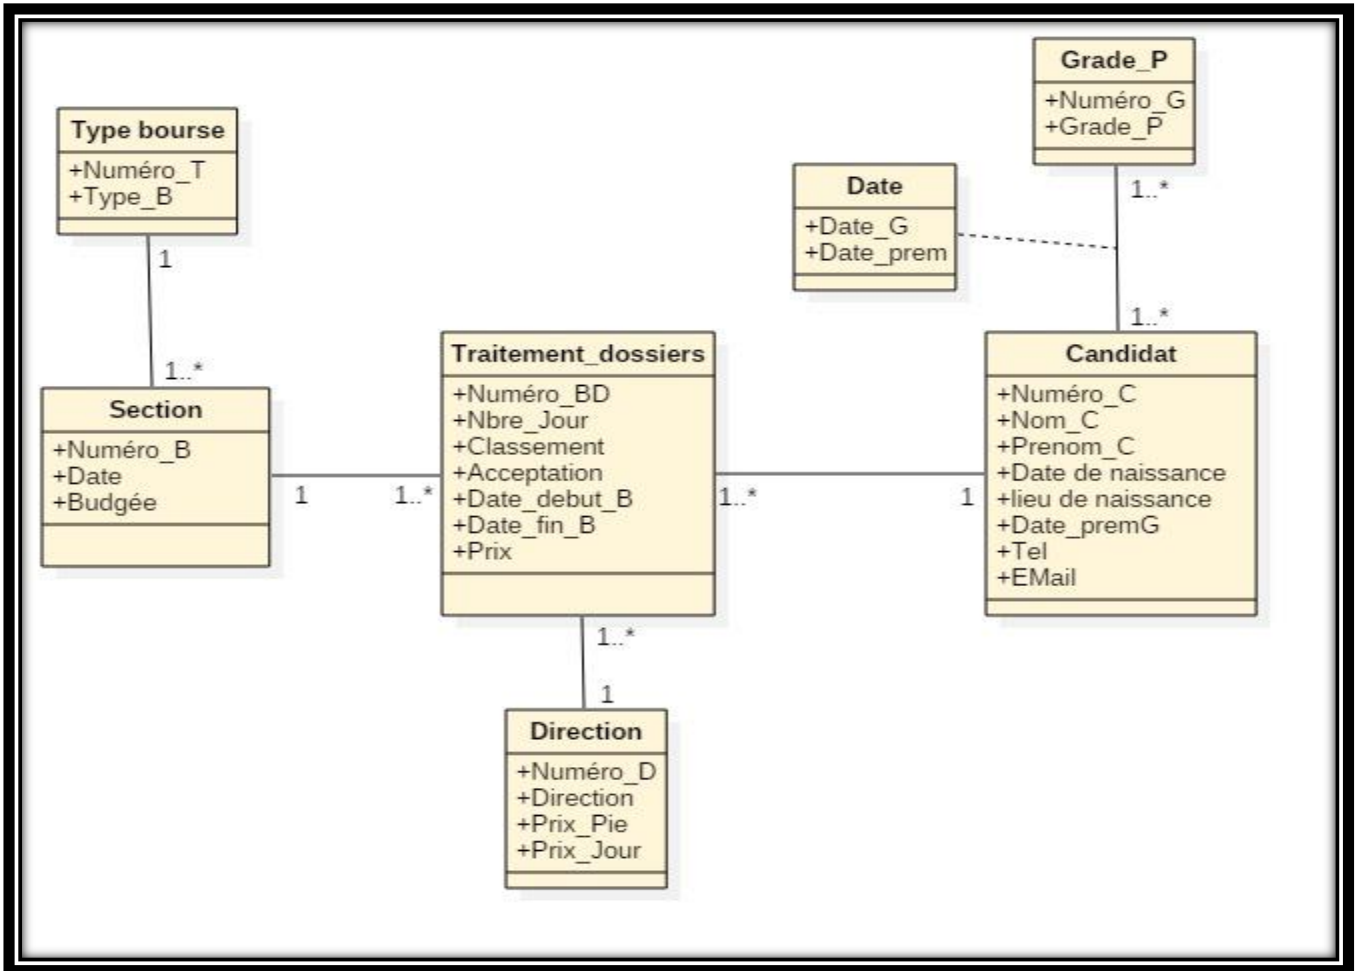 Grade_P
+Numéro_G
+Grade_P
1..*
Type bourse
+Numéro_T
+Type_B
1
1..*
Date
+Date_G
+Date_prem
1..*
Section
+Numéro_B
+Date
+Budgée
1
1..*
Traitement_dossiers
+Numéro_BD
+Nbre_Jour
+Classement
+Acceptation
+Date_debut_B
+Date_fin_B
+Prix
1..*
1
Candidat
+Numéro_C
+Nom_C
+Prenom_C
+Date de naissance
+lieu de naissance
+Date_premG
+Tel
+EMail
1..*
1
Direction
+Numéro_D
+Direction
+Prix_Pie
+Prix_Jour